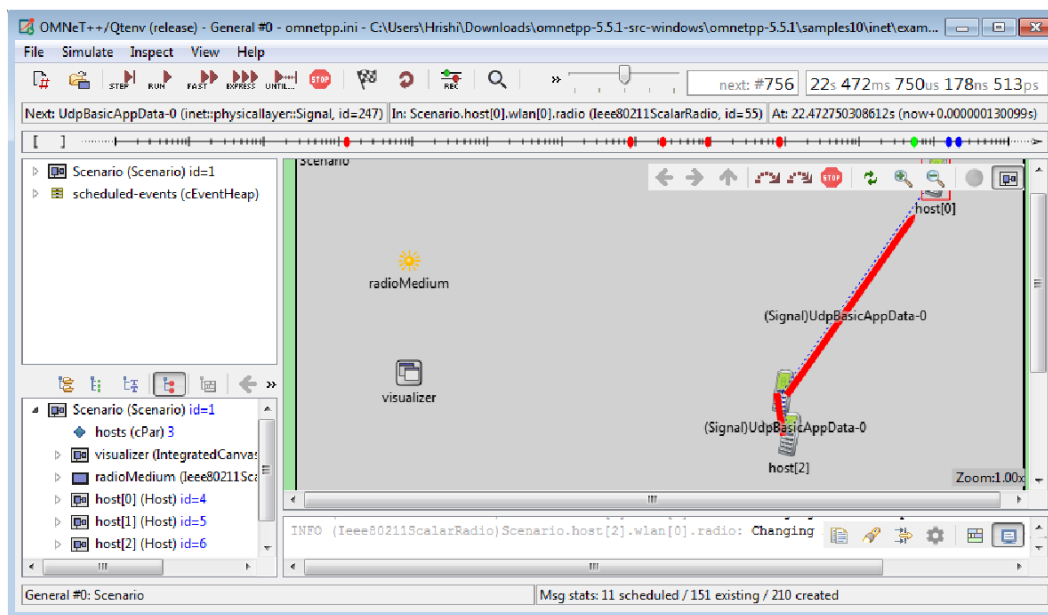 OMNeT++/Qtenv (release) - General #0 - omnetpp.ini - C:\Users\Hrishi\Downloads\omnetpp-5.5.1-src-windows\omnetpp-5.5.1\samples10\inet\exam...
File Simulate Inspect View Help
STEP RUN FAST EXPRESS UNTIL... STOP REC » next: #756 22s 472ms 750us 178ns 513ps
Next: UdpBasicAppData-0 (inet::physicallayer::Signal, id=247) In: Scenario.host[0].wlan[0].radio (Ieee80211ScalarRadio, id=55) At: 22.472750308612s (now+0.000000130099s)
[ ]
Scenario (Scenario) id=1
scheduled-events (cEventHeap)
Scenario
STOP
host[0]
radioMedium
(Signal)UdpBasicAppData-0
visualizer
(Signal)UdpBasicAppData-0
host[2]
Zoom:1.00x
»
Scenario (Scenario) id=1
hosts (cPar) 3
visualizer (IntegratedCanvas
radioMedium (Ieee80211Sca
host[0] (Host) id=4
host[1] (Host) id=5
host[2] (Host) id=6
INFO (Ieee80211ScalarRadio)Scenario.host[2].wlan[0].radio: Changing
General #0: Scenario
Msg stats: 11 scheduled / 151 existing / 210 created